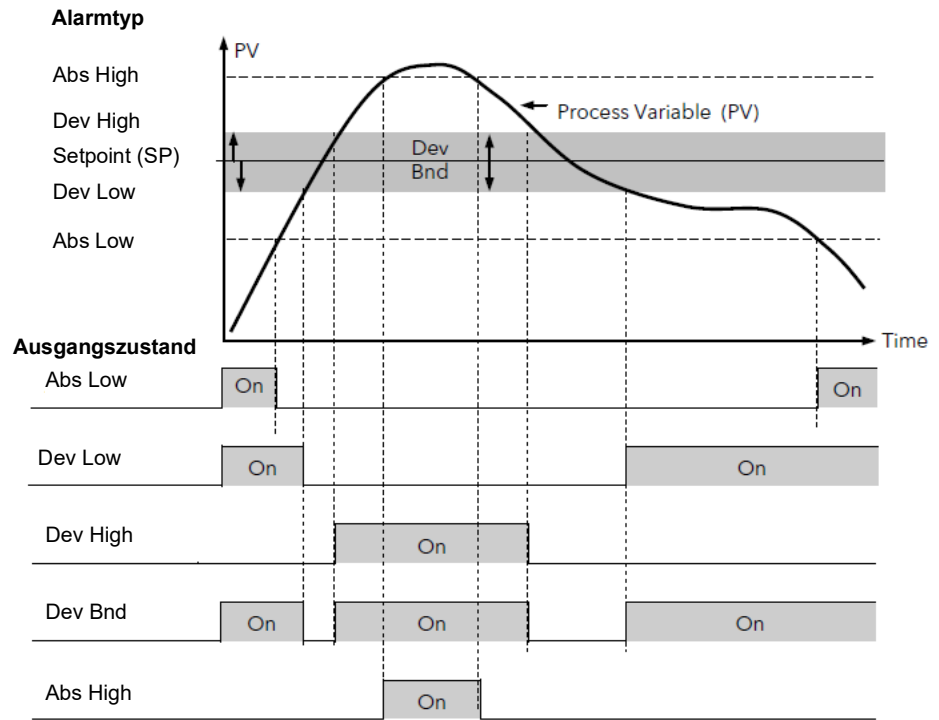 Alarmtyp
PV
Abs High
Process Variable (PV)
Dev High
Setpoint (SP)
Dev
Bnd
Dev Low
Abs Low
Time
Ausgangszustand
Abs Low
On
On
Dev Low
On
On
Dev High
On
Dev Bnd
On
On
On
Abs High
On